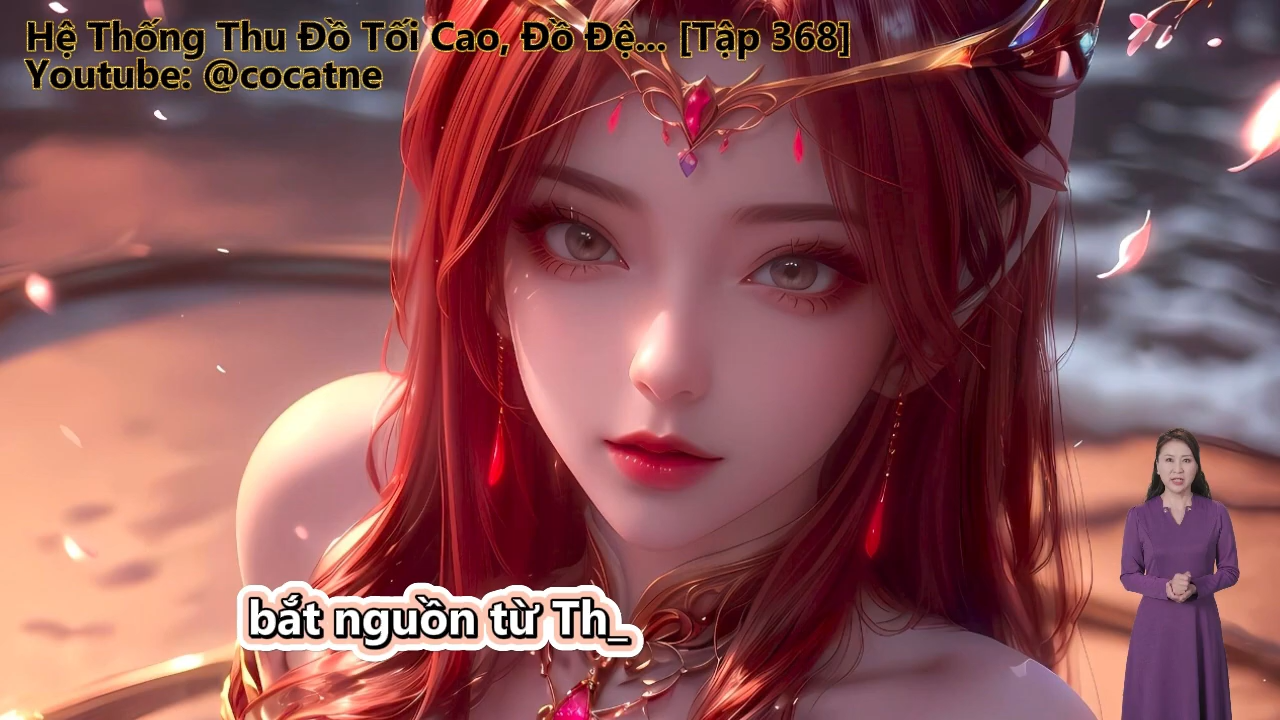 Hệ Thống Thu Đồ Tối Cao, Đồ Đệ... [Tập 368]
Youtube: @cocatne
bắt nguồn từ Th_